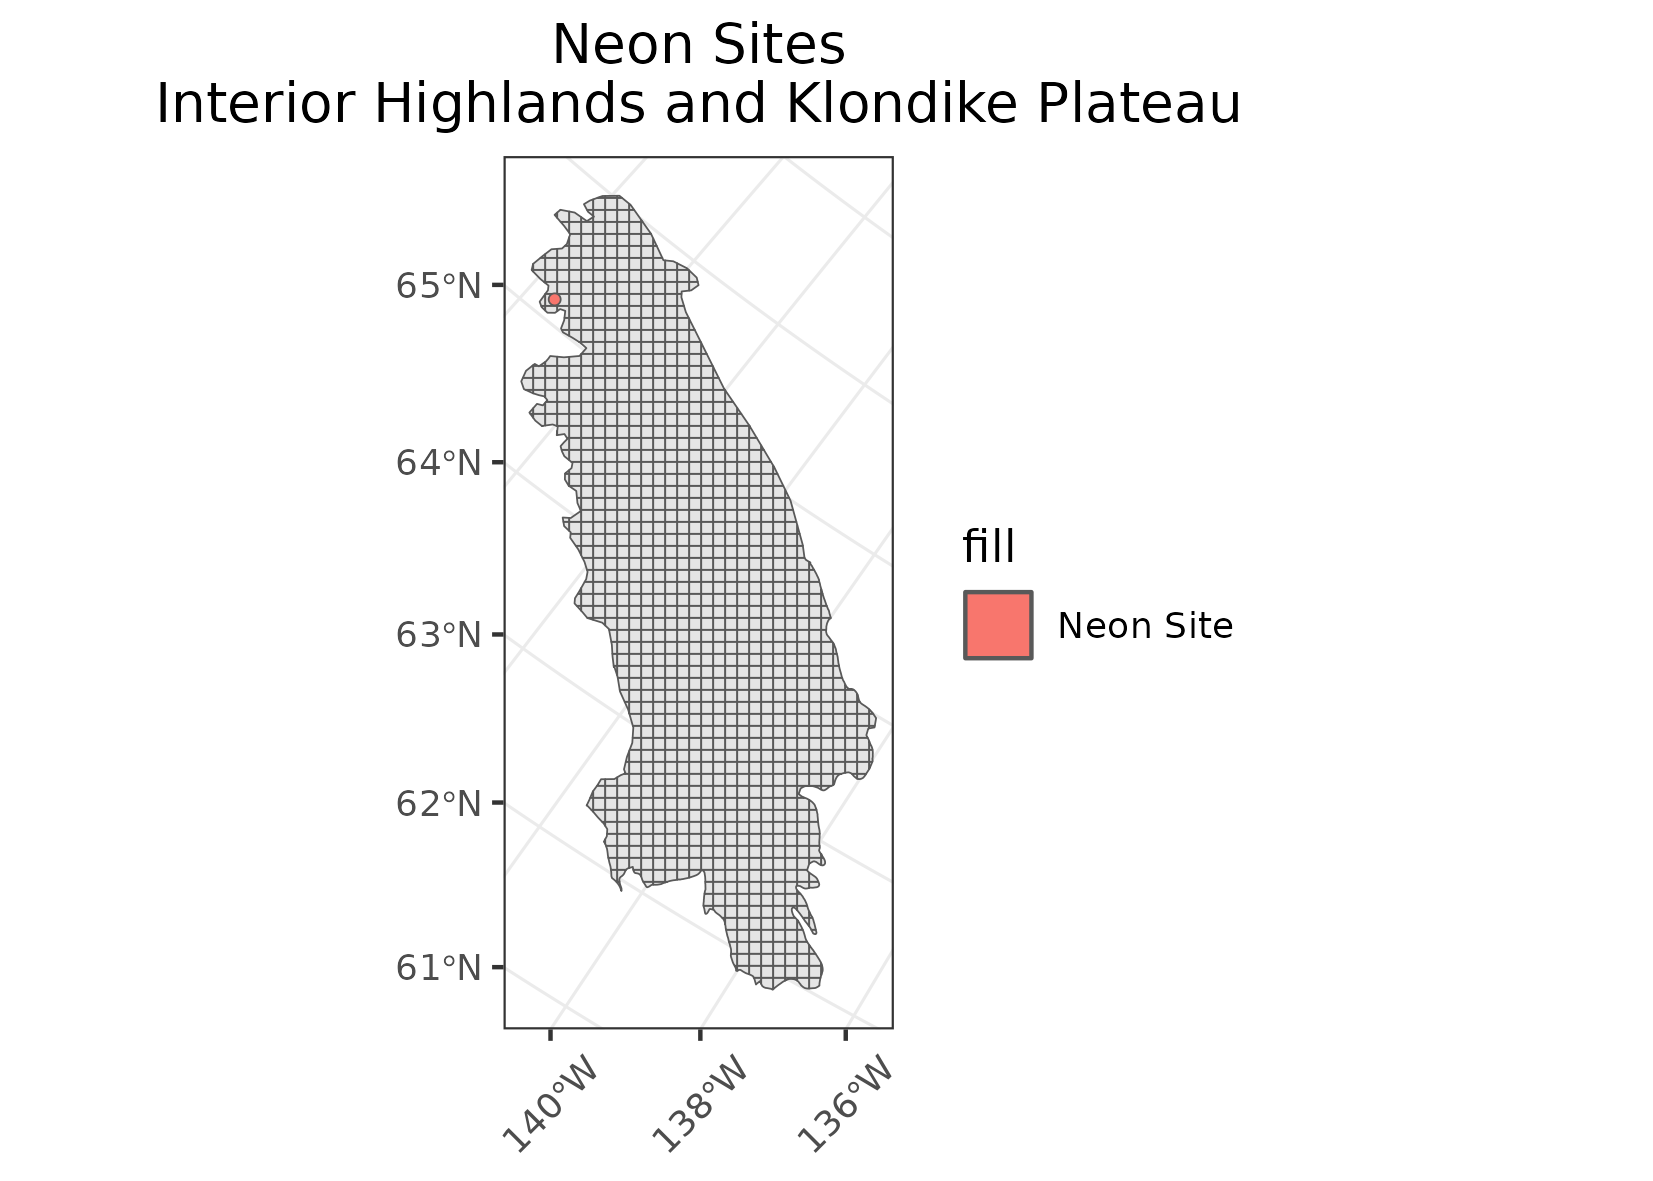 Neon Sites
Interior Highlands and Klondike Plateau
65°N
64°N
63°N
62°N
61°N
140°W
138°W
136°W
fill
Neon Site